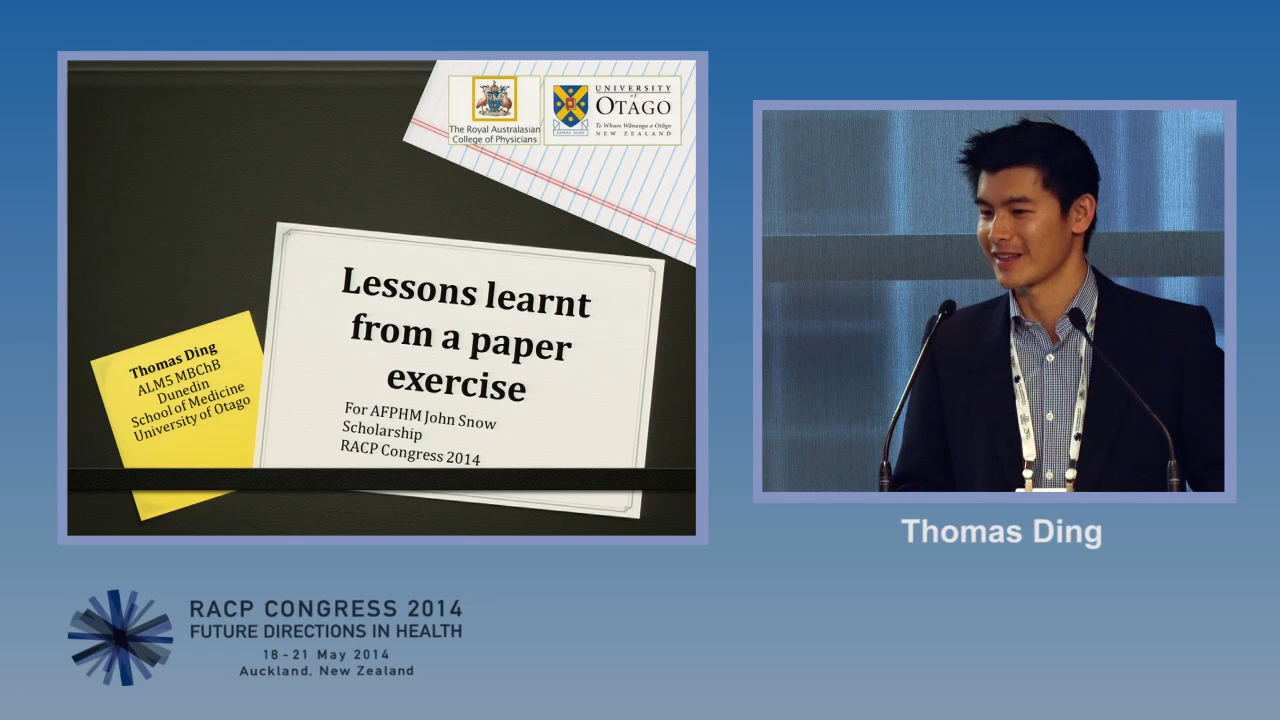 The Royal Australasian
College of Physicians
UNIVERSITY
of
OTAGO
Te Whare Wānanga o Otāgo
NEW ZEALAND
Lessons learnt
from a paper
exercise
For AFPHM John Snow
Scholarship
RACP Congress 2014
Thomas Ding
ALM5 MBChB
Dunedin
School of Medicine
University of Otago
Thomas Ding
RACP CONGRESS 2014
FUTURE DIRECTIONS IN HEALTH
18 - 21 May 2014
Auckland, New Zealand